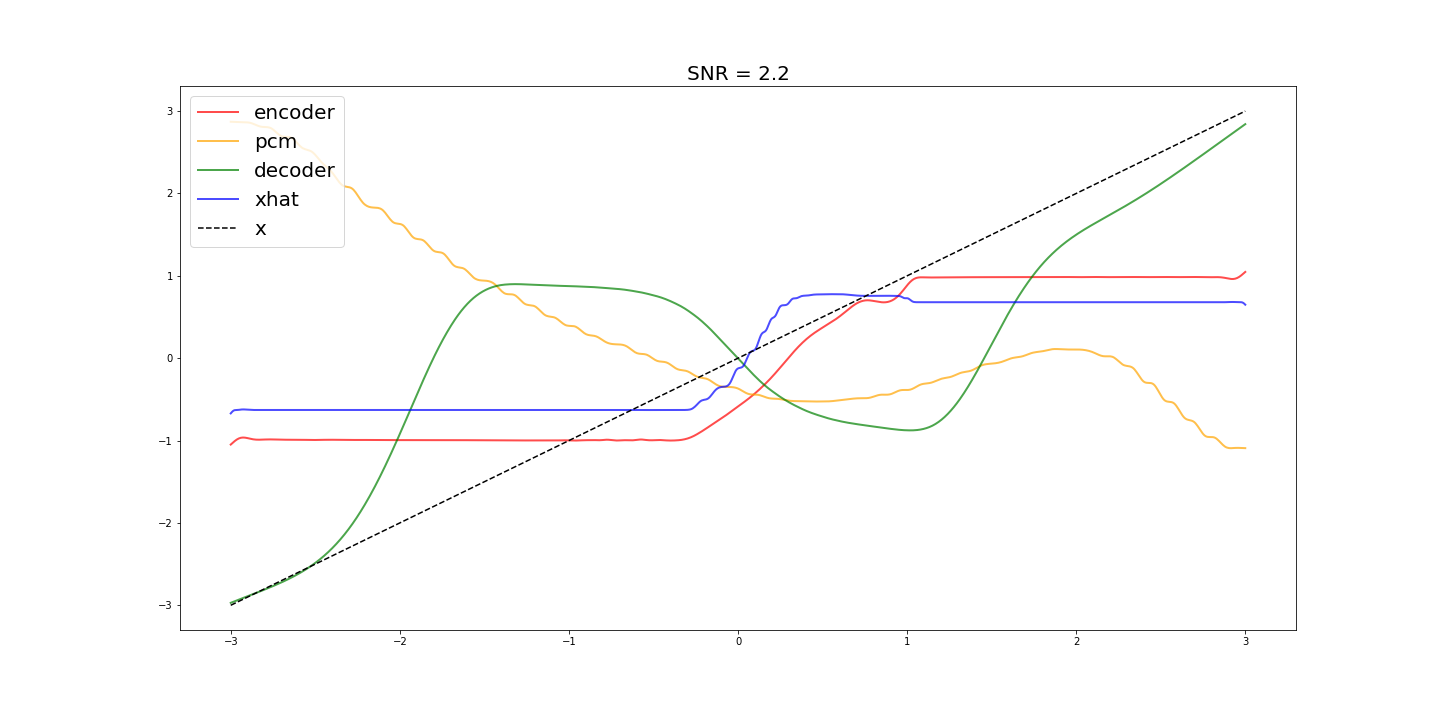 SNR = 2.2
encoder
pcm
decoder
xhat
x
3
2
1
0
−1
−2
−3
−3 −2 −1 0 1 2 3